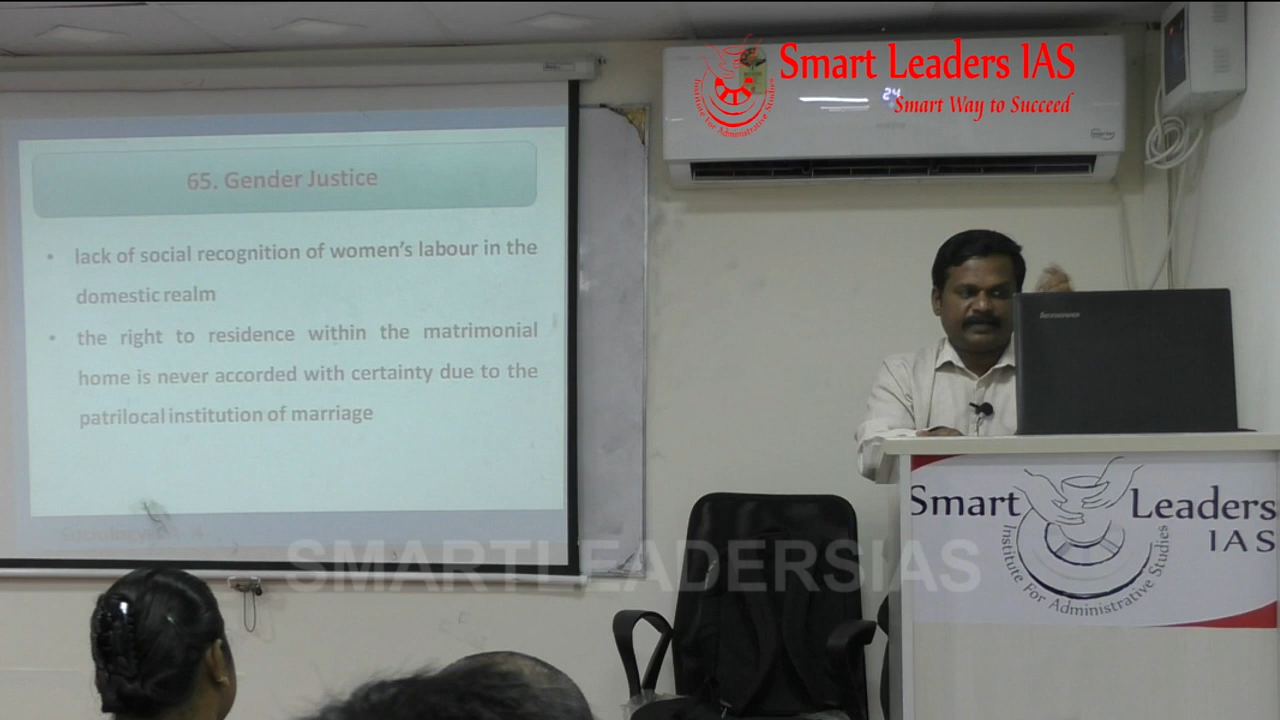 Smart Leaders IAS
Smart Way to Succeed
Institute For Administrative Studies
24
65. Gender Justice
• lack of social recognition of women's labour in the
domestic realm
• the right to residence within the matrimonial
home is never accorded with certainty due to the
patrilocal institution of marriage
lenovo
Smart Leaders
IAS
Institute For Administrative Studies
SMARTLEADERSIAS